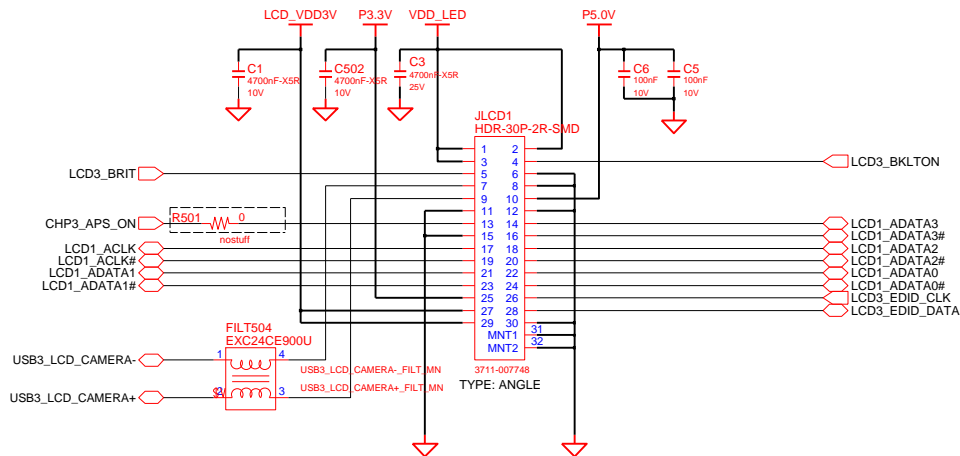 LCD_VDD3V P3.3V VDD_LED P5.0V
C1
4700nF-X5R
10V
C502
4700nF-X5R
10V
C3
4700nF-X5R
25V
C6
100nF
10V
C5
100nF
10V
JLCD1
HDR-30P-2R-SMD
1 2
3 4
LCD3_BKLTON
LCD3_BRIT
5 6
7 8
9 10
11 12
CHP3_APS_ON
R501 0
nostuff
13 14
LCD1_ADATA3
15 16
LCD1_ADATA3#
LCD1_ACLK
17 18
LCD1_ADATA2
LCD1_ACLK#
19 20
LCD1_ADATA2#
LCD1_ADATA1
21 22
LCD1_ADATA0
LCD1_ADATA1#
23 24
LCD1_ADATA0#
25 26
LCD3_EDID_CLK
27 28
LCD3_EDID_DATA
29 30
MNT1 31
MNT2 32
3711-007748
TYPE: ANGLE
FILT504
EXC24CE900U
USB3_LCD_CAMERA-
1 4
USB3_LCD_CAMERA-_FILT_MN
USB3_LCD_CAMERA+
2 3
USB3_LCD_CAMERA+_FILT_MN